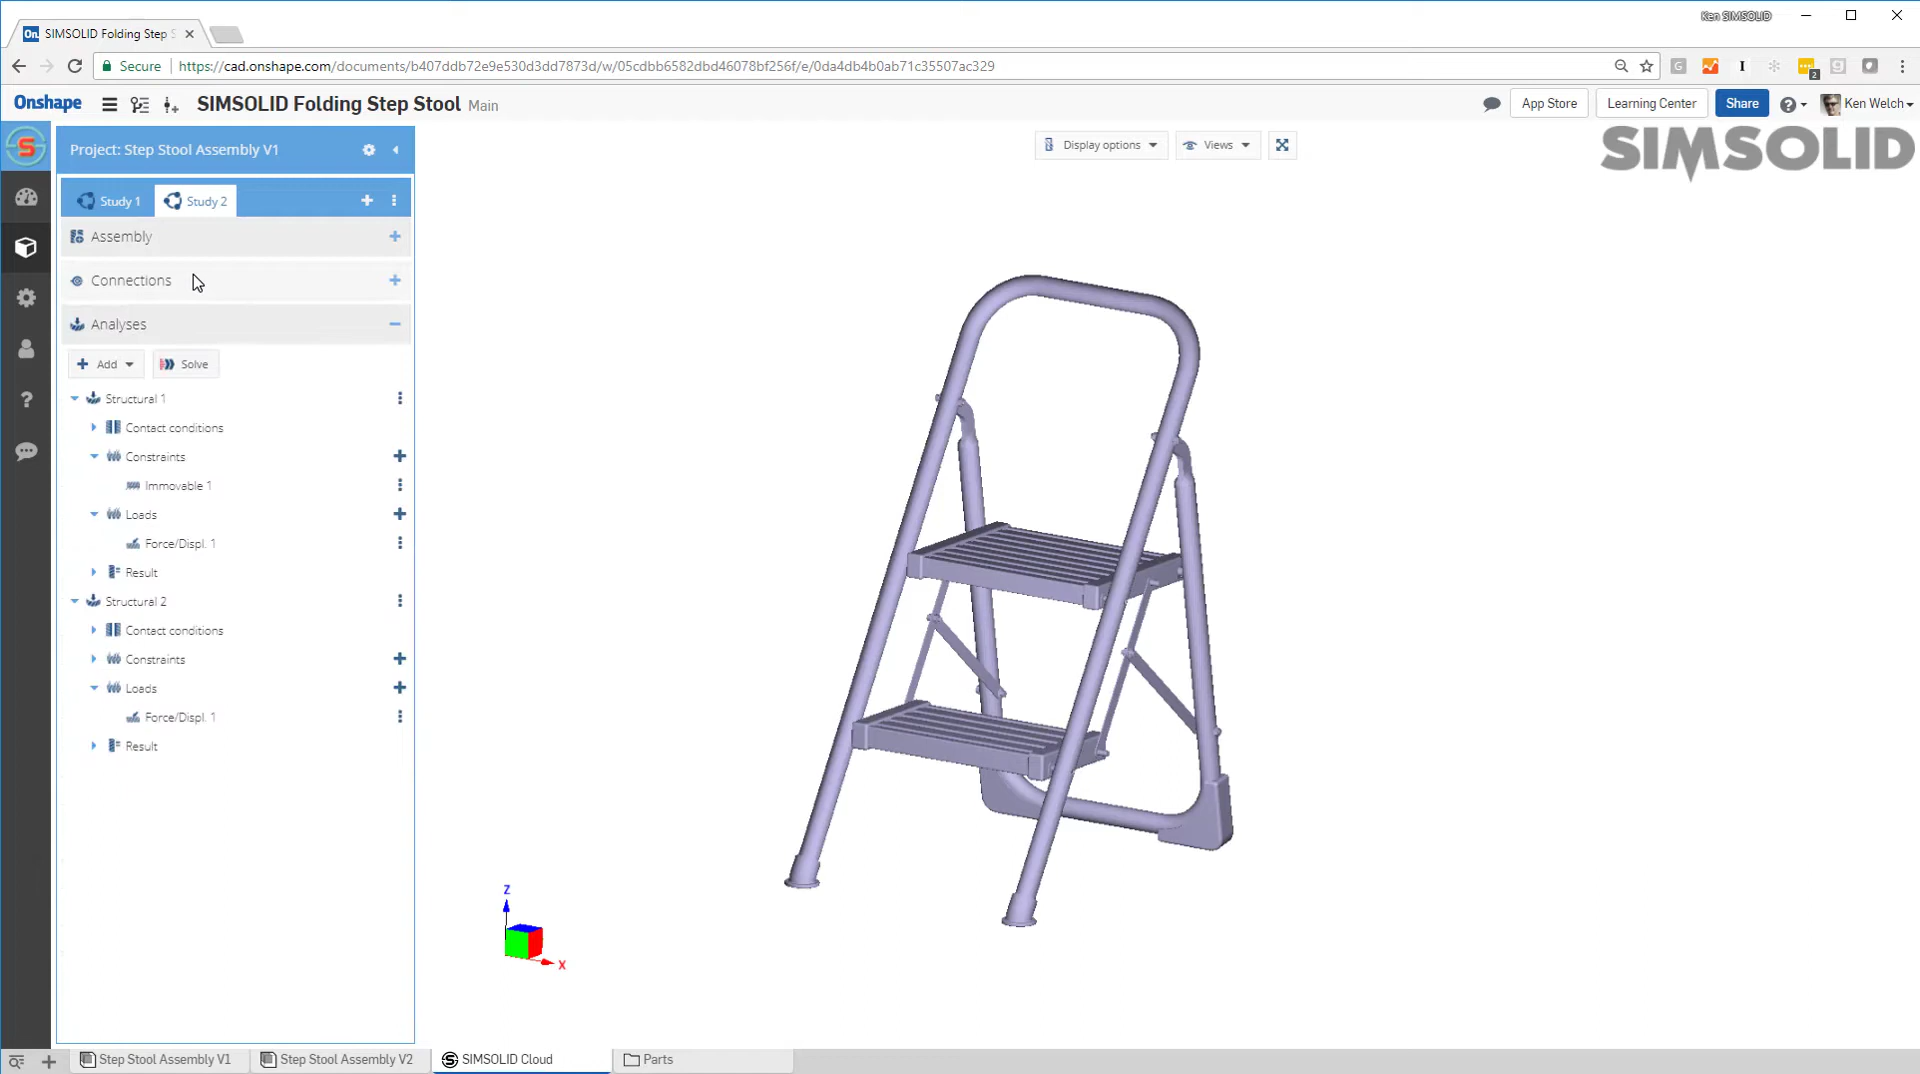 Ken SIMSOLID
SIMSOLID Folding Step S
Secure https://cad.onshape.com/documents/b407ddb72e9e530d3dd7873d/w/05cdbb6582dbd46078bf256f/e/0da4db4b0ab71c35507ac329
2
Onshape SIMSOLID Folding Step Stool Main App Store Learning Center Share Ken Welch
Project: Step Stool Assembly V1
Display options Views SIMSOLID
Study 1 Study 2
Assembly
Connections
Analyses
Add Solve
Structural 1
Contact conditions
Constraints
Immovable 1
Loads
Force/Displ. 1
Result
Structural 2
Contact conditions
Constraints
Loads
Force/Displ. 1
Result
Z
X
Step Stool Assembly V1 Step Stool Assembly V2 SIMSOLID Cloud Parts